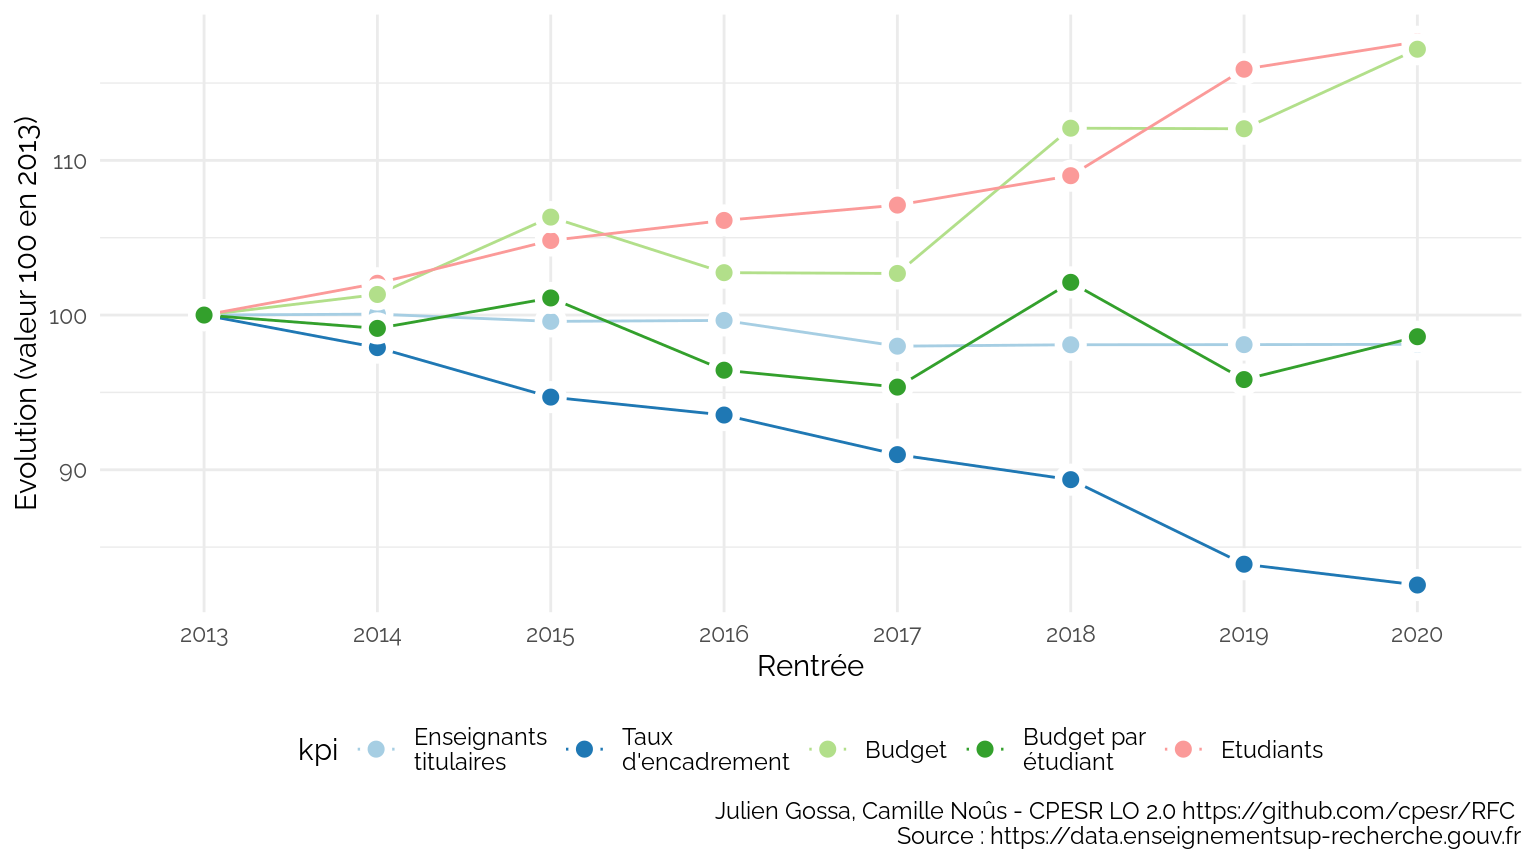 Evolution (valeur 100 en 2013)
110
100
90
2013 2014 2015 2016 2017 2018 2019 2020
Rentrée
kpi
Enseignants
titulaires
Taux
d'encadrement
Budget
Budget par
étudiant
Etudiants
Julien Gossa, Camille Noûs - CPESR LO 2.0 https://github.com/cpesr/RFC
Source : https://data.enseignementsup-recherche.gouv.fr